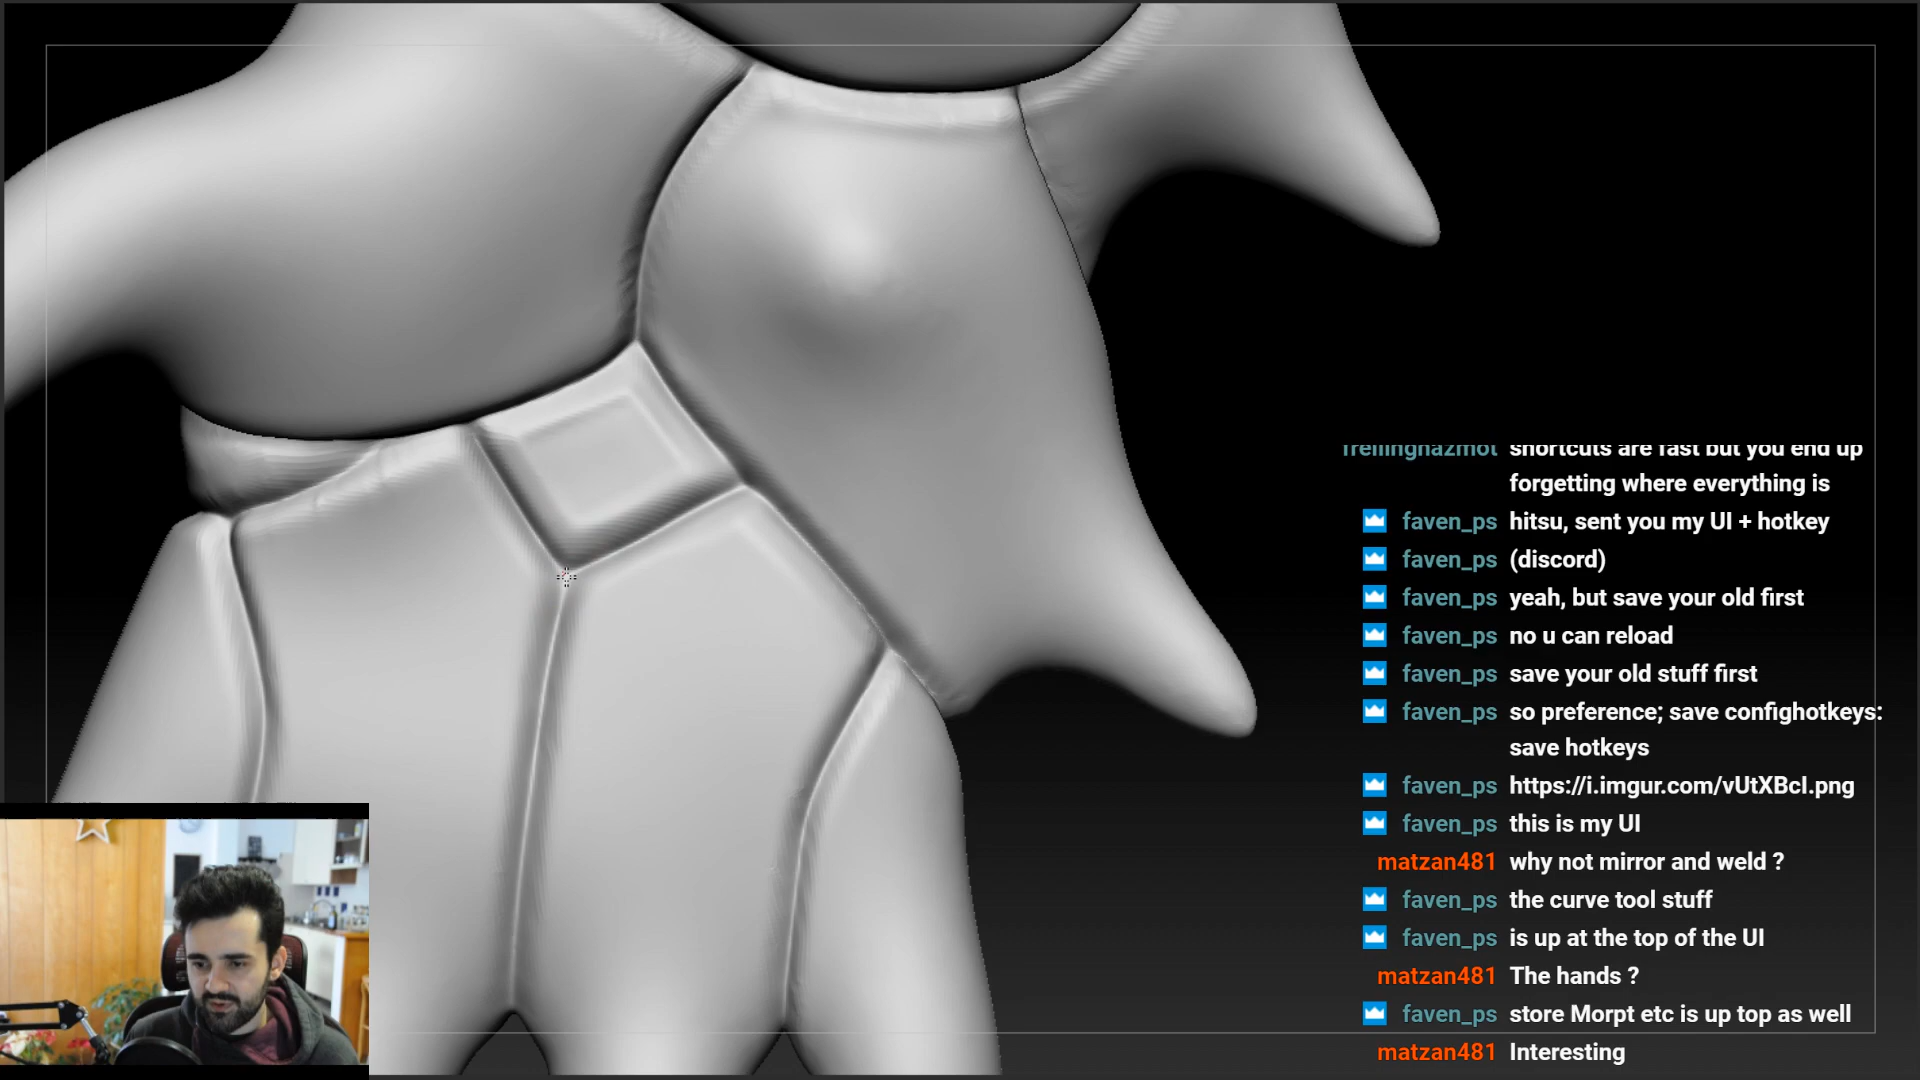 shortcuts are fast but you end up
forgetting where everything is
faven_ps hitsu, sent you my UI + hotkey
faven_ps (discord)
faven_ps yeah, but save your old first
faven_ps no u can reload
faven_ps save your old stuff first
faven_ps so preference; save confighotkeys:
save hotkeys
faven_ps https://i.imgur.com/vUtXBcI.png
faven_ps this is my UI
matzan481 why not mirror and weld ?
faven_ps the curve tool stuff
faven_ps is up at the top of the UI
matzan481 The hands ?
faven_ps store Morpt etc is up top as well
matzan481 Interesting